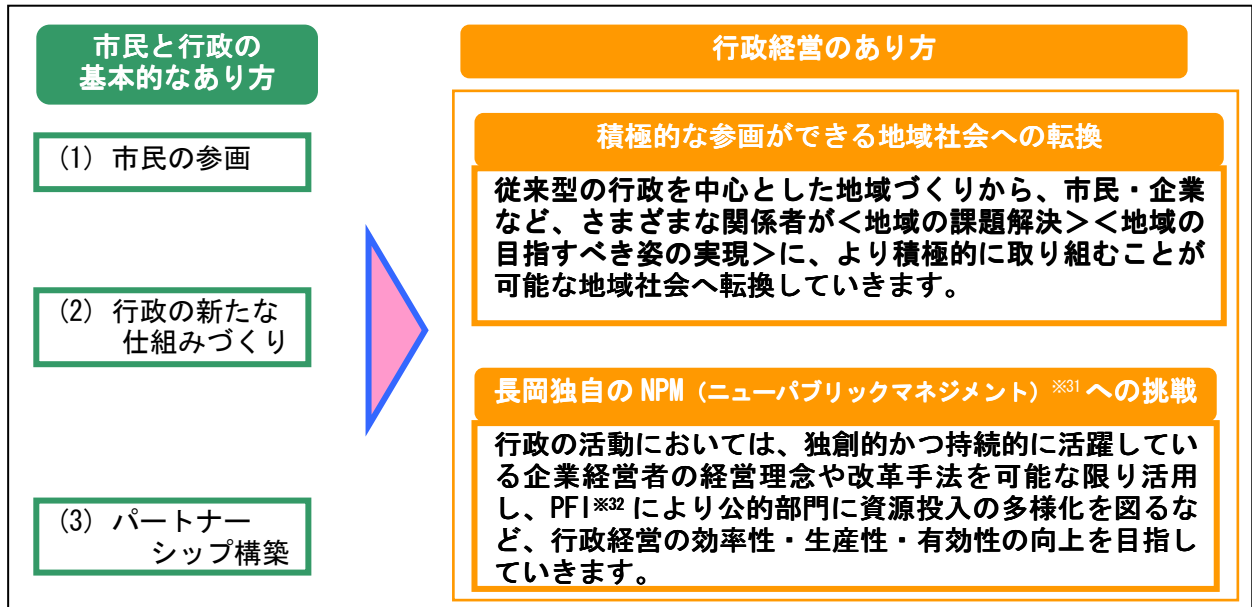 市民と行政の
基本的なあり方
(1) 市民の参画
(2) 行政の新たな
仕組みづくり
(3) パートナー
シップ構築
行政経営のあり方
積極的な参画ができる地域社会への転換
従来型の行政を中心とした地域づくりから、市民・企業
など、さまざまな関係者が<地域の課題解決><地域の
目指すべき姿の実現>に、より積極的に取り組むことが
可能な地域社会へ転換していきます。
長岡独自の NPM（ニューパブリックマネジメント）※31 への挑戦
行政の活動においては、独創的かつ持続的に活躍してい
る企業経営者の経営理念や改革手法を可能な限り活用
し、PFI※32 により公的部門に資源投入の多様化を図るな
ど、行政経営の効率性・生産性・有効性の向上を目指し
ていきます。